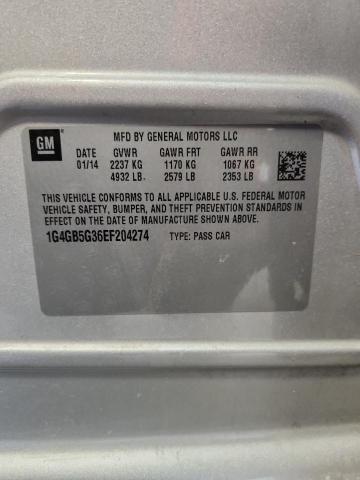 GM
MFD BY GENERAL MOTORS LLC
DATE GVWR GAWR FRT GAWR RR
01/14 2237 KG 1170 KG 1067 KG
4932 LB 2579 LB 2353 LB
THIS VEHICLE CONFORMS TO ALL APPLICABLE U.S. FEDERAL MOTOR
VEHICLE SAFETY, BUMPER, AND THEFT PREVENTION STANDARDS IN
EFFECT ON THE DATE OF MANUFACTURE SHOWN ABOVE.
1G4GB5G36EF204274 TYPE: PASS CAR